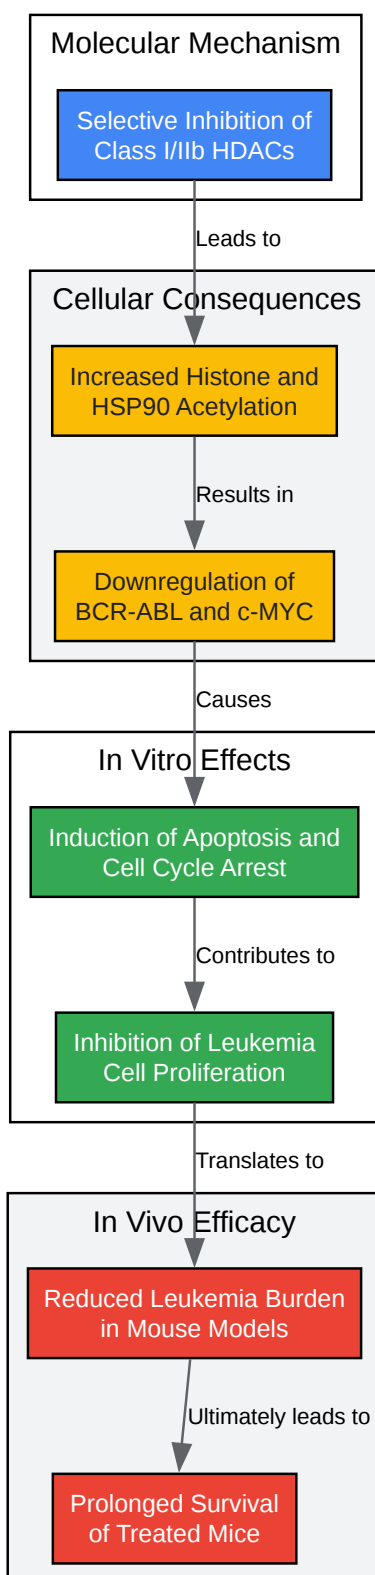 Molecular Mechanism
Selective Inhibition of
Class I/IIb HDACs
Leads to
Cellular Consequences
Increased Histone and
HSP90 Acetylation
Results in
Downregulation of
BCR-ABL and c-MYC
Causes
In Vitro Effects
Induction of Apoptosis and
Cell Cycle Arrest
Contributes to
Inhibition of Leukemia
Cell Proliferation
Translates to
In Vivo Efficacy
Reduced Leukemia Burden
in Mouse Models
Ultimately leads to
Prolonged Survival
of Treated Mice